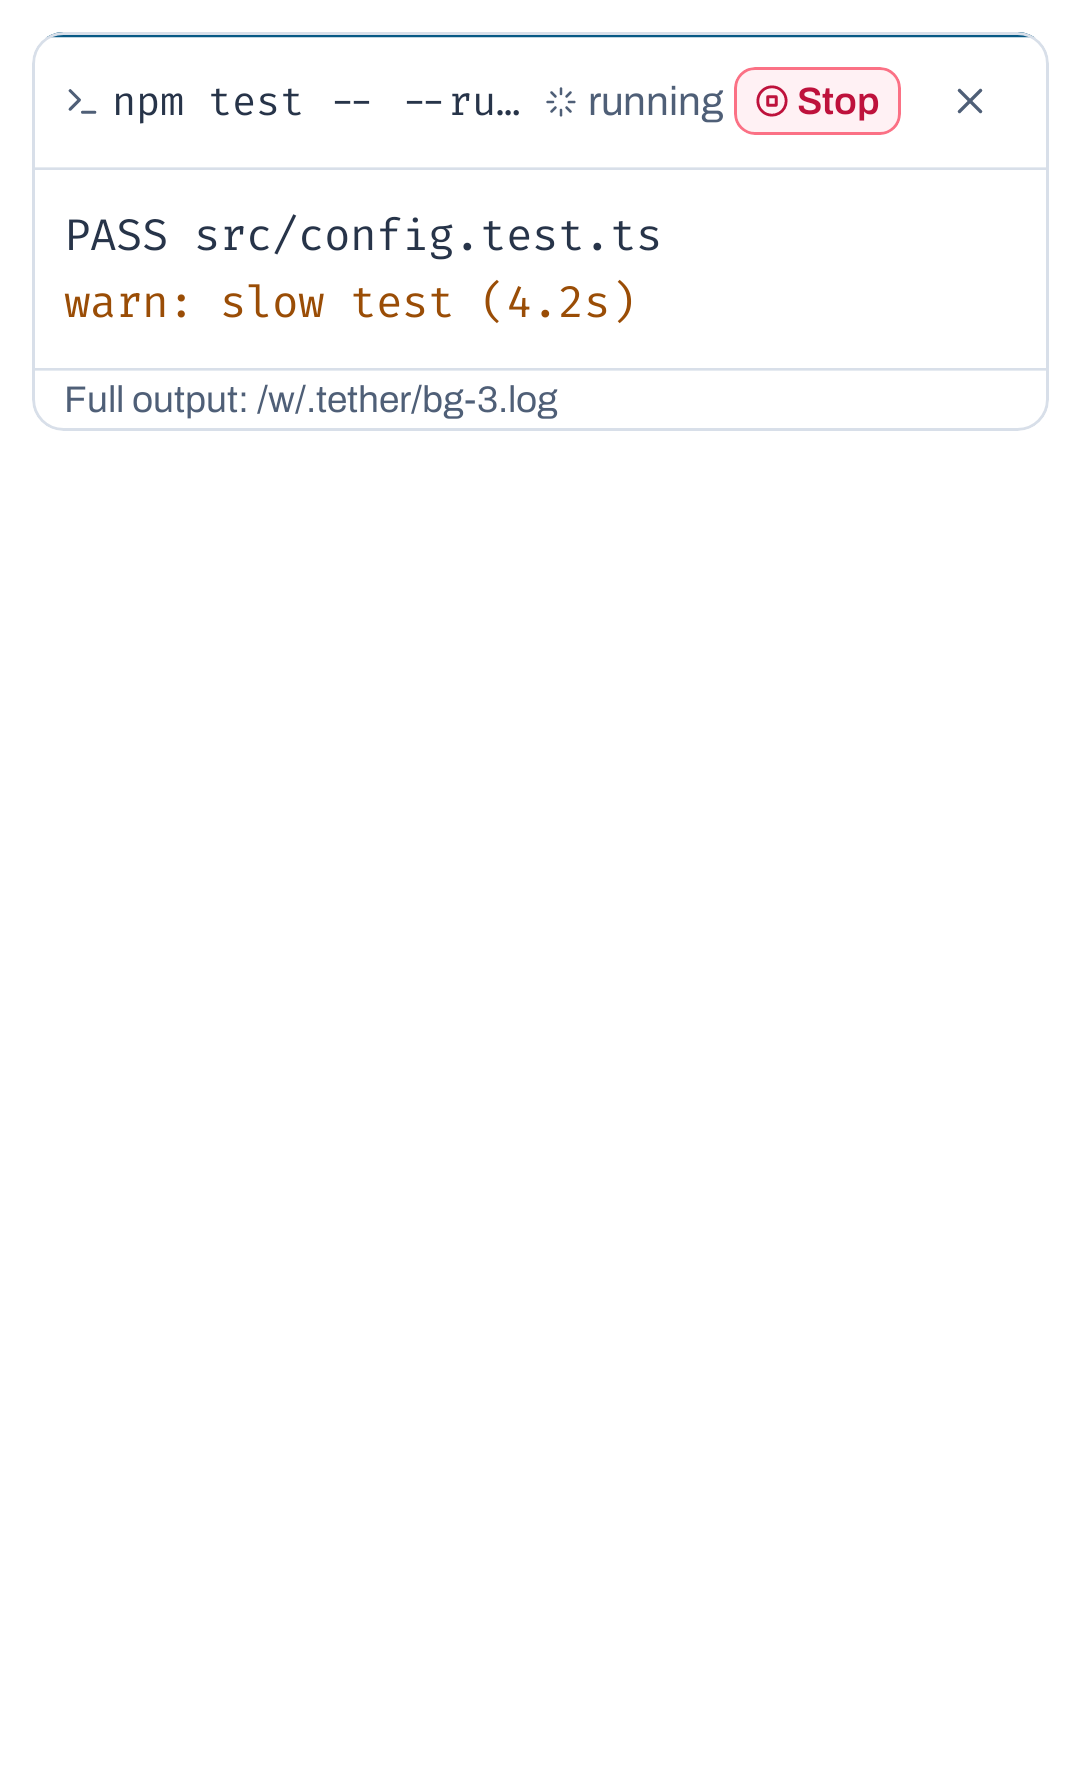 npm test -- --ru… running Stop
PASS src/config.test.ts
warn: slow test (4.2s)
Full output: /w/.tether/bg-3.log